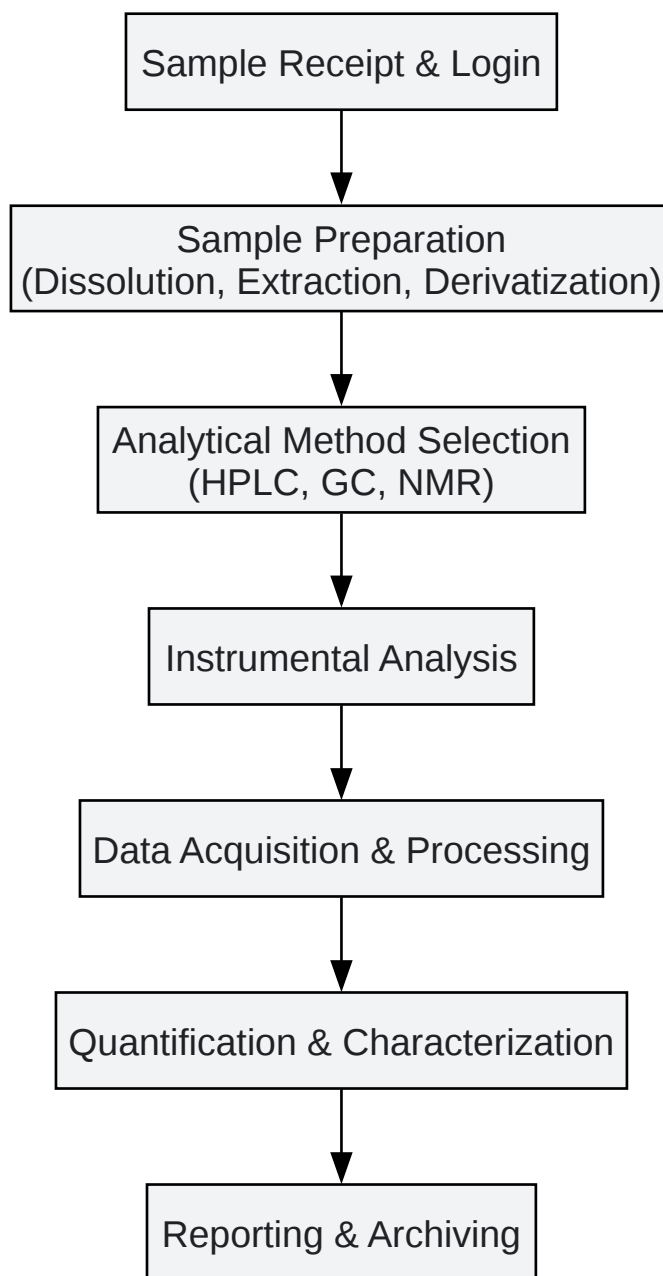 Sample Receipt & Login
Sample Preparation
(Dissolution, Extraction, Derivatization)
Analytical Method Selection
(HPLC, GC, NMR)
Instrumental Analysis
Data Acquisition & Processing
Quantification & Characterization
Reporting & Archiving